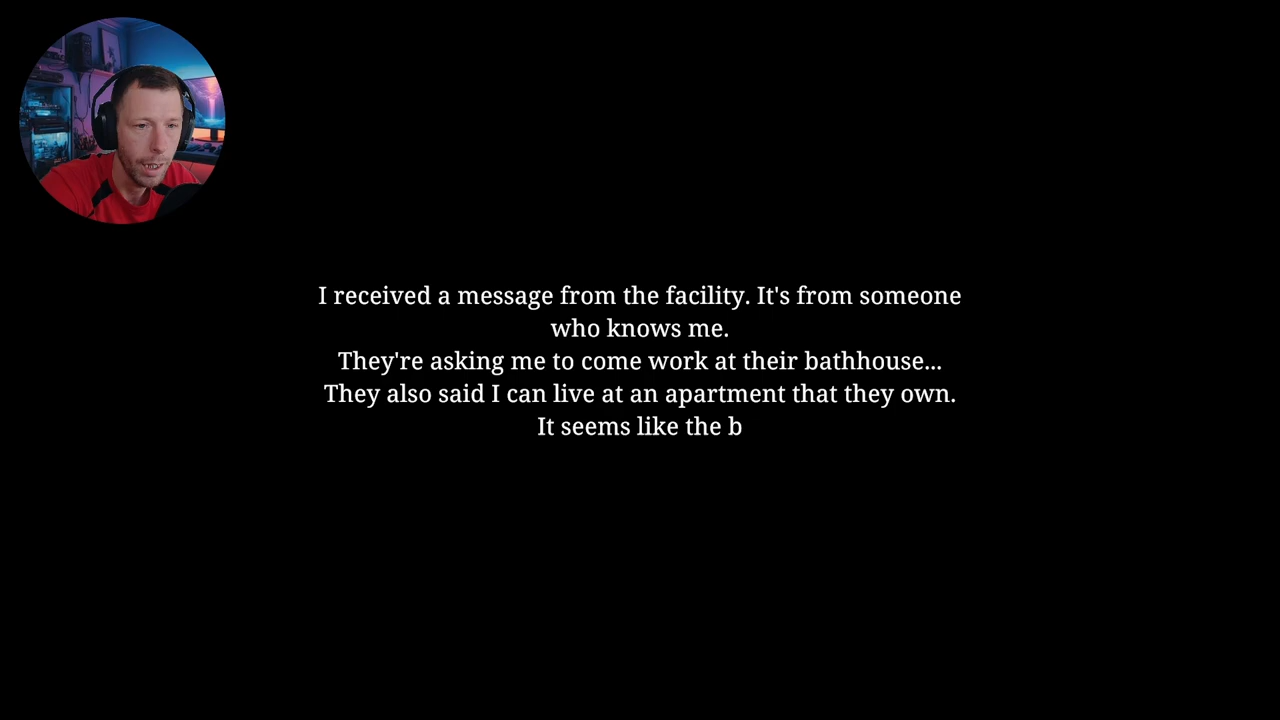 I received a message from the facility. It's from someone
who knows me.
They're asking me to come work at their bathhouse...
They also said I can live at an apartment that they own.
It seems like the b